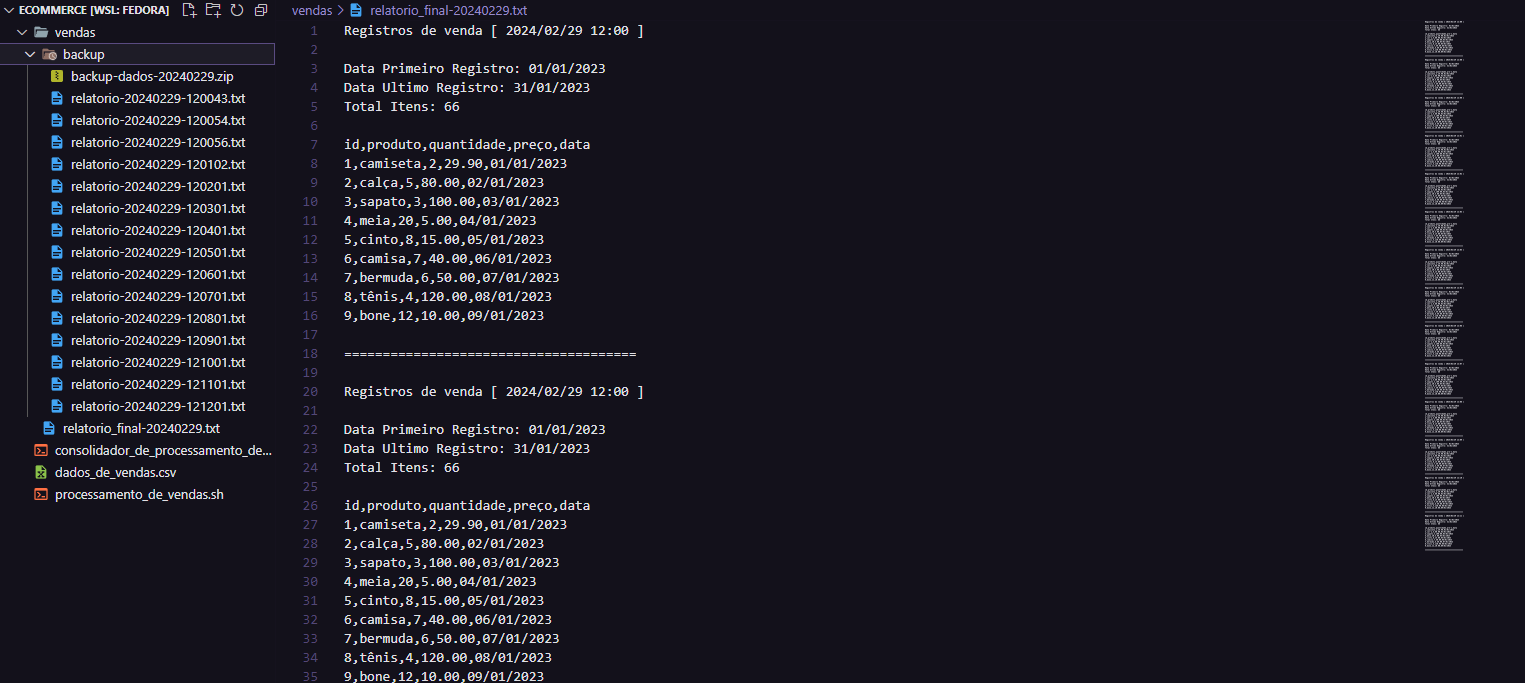 ECOMMERCE [WSL: FEDORA]
vendas
backup
backup-dados-20240229.zip
relatorio-20240229-120043.txt
relatorio-20240229-120054.txt
relatorio-20240229-120056.txt
relatorio-20240229-120102.txt
relatorio-20240229-120201.txt
relatorio-20240229-120301.txt
relatorio-20240229-120401.txt
relatorio-20240229-120501.txt
relatorio-20240229-120601.txt
relatorio-20240229-120701.txt
relatorio-20240229-120801.txt
relatorio-20240229-120901.txt
relatorio-20240229-121001.txt
relatorio-20240229-121101.txt
relatorio-20240229-121201.txt
relatorio_final-20240229.txt
consolidador_de_processamento_de...
dados_de_vendas.csv
processamento_de_vendas.sh
vendas > relatorio_final-20240229.txt
1 Registros de venda [ 2024/02/29 12:00 ]
2
3 Data Primeiro Registro: 01/01/2023
4 Data Ultimo Registro: 31/01/2023
5 Total Itens: 66
6
7 id,produto,quantidade,preço,data
8 1,camiseta,2,29.90,01/01/2023
9 2,calça,5,80.00,02/01/2023
10 3,sapato,3,100.00,03/01/2023
11 4,meia,20,5.00,04/01/2023
12 5,cinto,8,15.00,05/01/2023
13 6,camisa,7,40.00,06/01/2023
14 7,bermuda,6,50.00,07/01/2023
15 8,tênis,4,120.00,08/01/2023
16 9,bone,12,10.00,09/01/2023
17
18 ======================================
19
20 Registros de venda [ 2024/02/29 12:00 ]
21
22 Data Primeiro Registro: 01/01/2023
23 Data Ultimo Registro: 31/01/2023
24 Total Itens: 66
25
26 id,produto,quantidade,preço,data
27 1,camiseta,2,29.90,01/01/2023
28 2,calça,5,80.00,02/01/2023
29 3,sapato,3,100.00,03/01/2023
30 4,meia,20,5.00,04/01/2023
31 5,cinto,8,15.00,05/01/2023
32 6,camisa,7,40.00,06/01/2023
33 7,bermuda,6,50.00,07/01/2023
34 8,tênis,4,120.00,08/01/2023
35 9,bone,12,10.00,09/01/2023